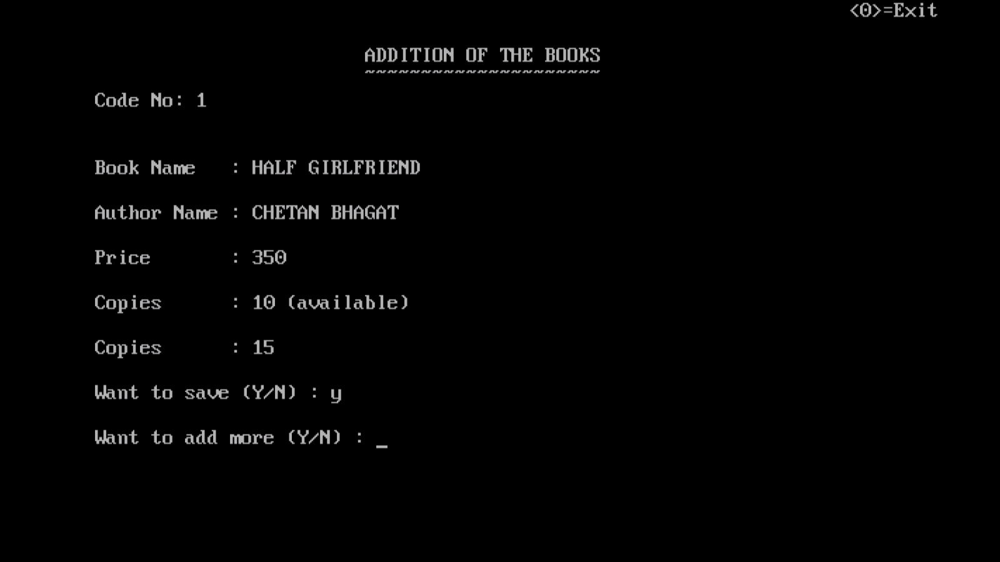 <0>=Exit
ADDITION OF THE BOOKS
~~~~~~~~~~~~~~~~~~~~~
Code No: 1
Book Name   : HALF GIRLFRIEND
Author Name : CHETAN BHAGAT
Price       : 350
Copies      : 10 (available)
Copies      : 15
Want to save (Y/N) : y
Want to add more (Y/N) : _